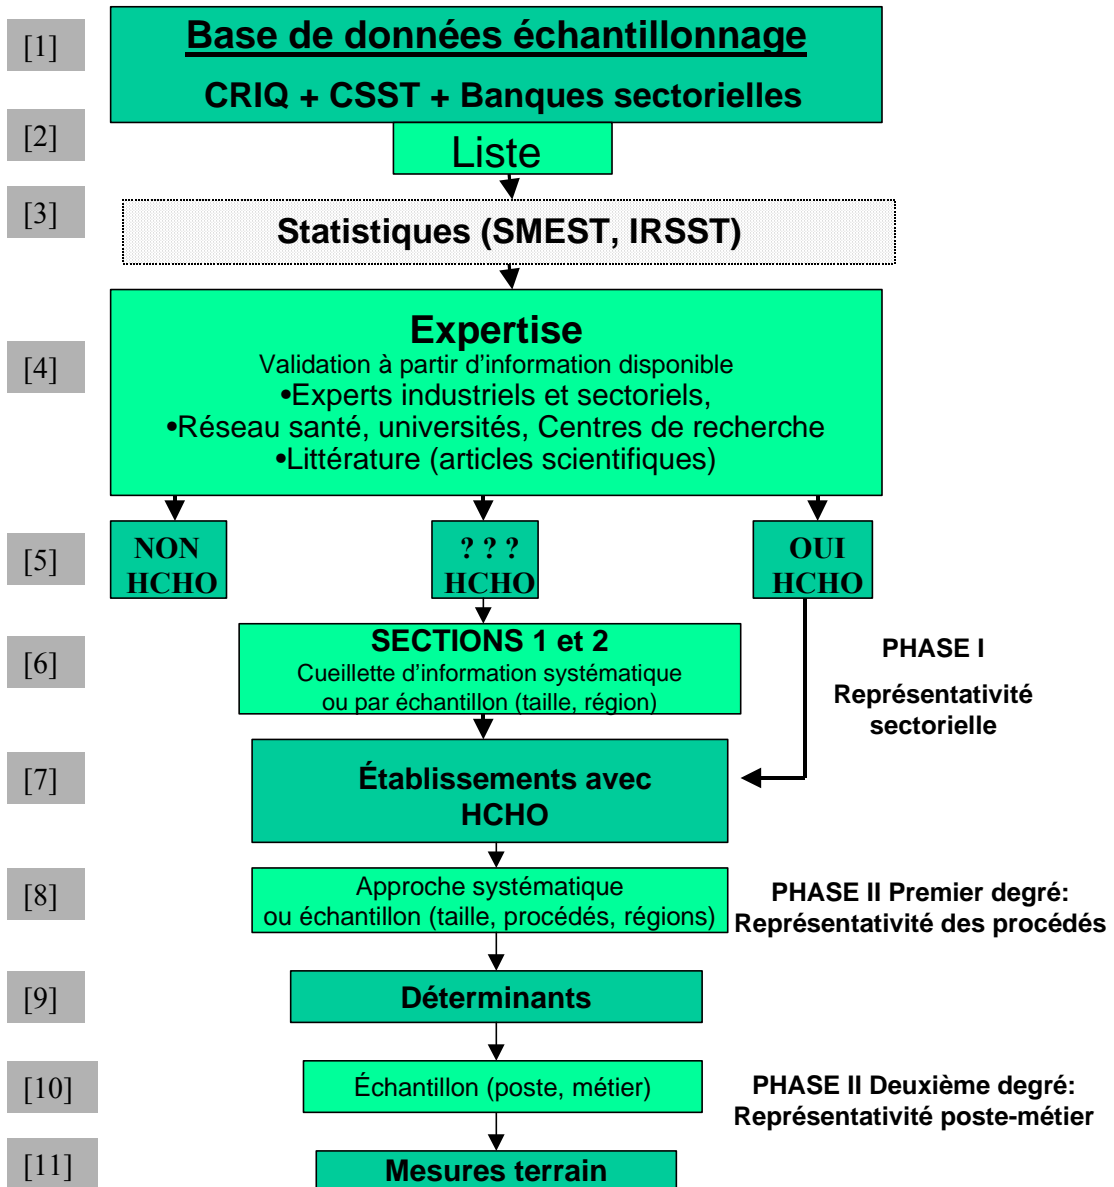 [1]
Base de données échantillonnage
CRIQ + CSST + Banques sectorielles
[2]
Liste
[3]
Statistiques (SMEST, IRSST)
[4]
Expertise
Validation à partir d'information disponible
•Experts industriels et sectoriels,
•Réseau santé, universités, Centres de recherche
•Littérature (articles scientifiques)
[5]
NON
HCHO
? ? ?
HCHO
OUI
HCHO
[6]
SECTIONS 1 et 2
Cueillette d'information systématique
ou par échantillon (taille, région)
PHASE I
Représentativité
sectorielle
[7]
Établissements avec
HCHO
[8]
Approche systématique
ou échantillon (taille, procédés, régions)
PHASE II Premier degré:
Représentativité des procédés
[9]
Déterminants
[10]
Échantillon (poste, métier)
PHASE II Deuxième degré:
Représentativité poste-métier
[11]
Mesures terrain